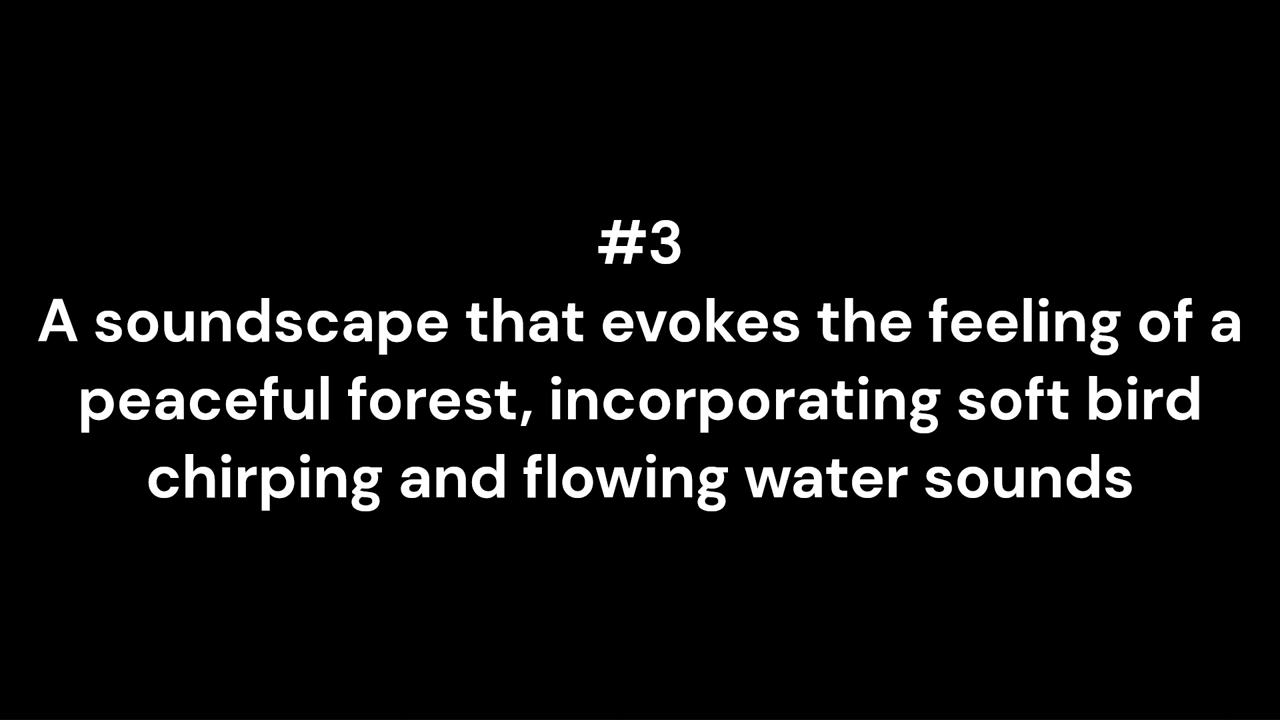 #3
A soundscape that evokes the feeling of a
peaceful forest, incorporating soft bird
chirping and flowing water sounds